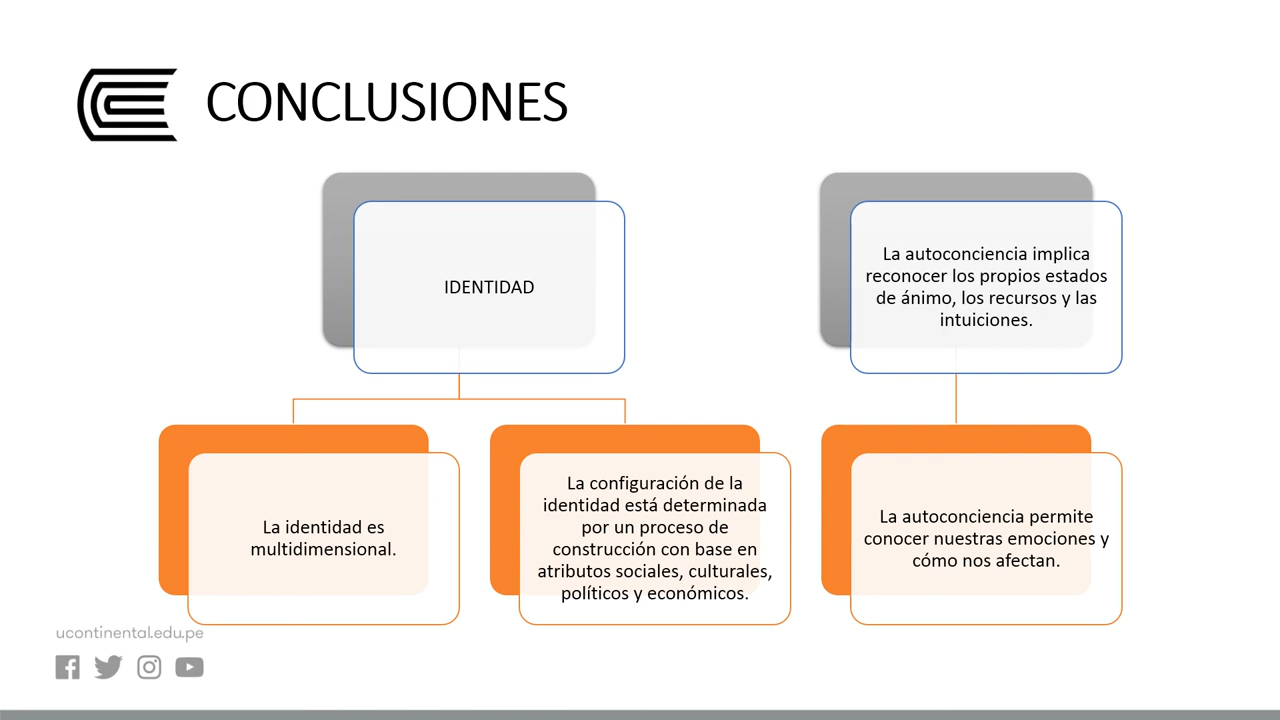 CONCLUSIONES
IDENTIDAD
La autoconciencia implica
reconocer los propios estados
de ánimo, los recursos y las
intuiciones.
La identidad es
multidimensional.
La configuración de la
identidad está determinada
por un proceso de
construcción con base en
atributos sociales, culturales,
políticos y económicos.
La autoconciencia permite
conocer nuestras emociones y
cómo nos afectan.
ucontinental.edu.pe